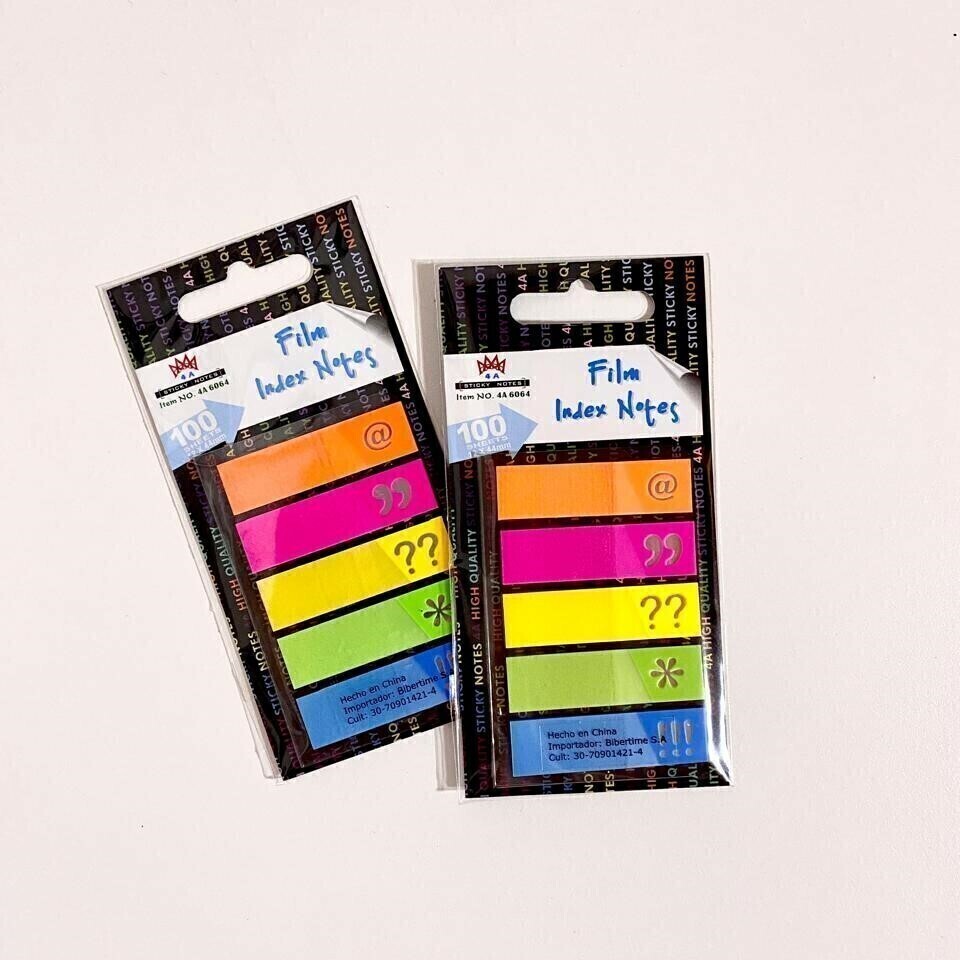 Film
Index Notes
4A
STICKY NOTES
Item NO. 4A 6064
100
SHEETS
@
”
??
*
Hecho en China
Importador: Bibertime S.A
Cuit: 30-70901421-4
Film
Index Notes
4A
STICKY NOTES
Item NO. 4A 6064
100
SHEETS
12 X 44mm
@
”
??
*
!!!
Hecho en China
Importador: Bibertime S.A
Cuit: 30-70901421-4
4A HIGH QUALITY STICKY NOTES